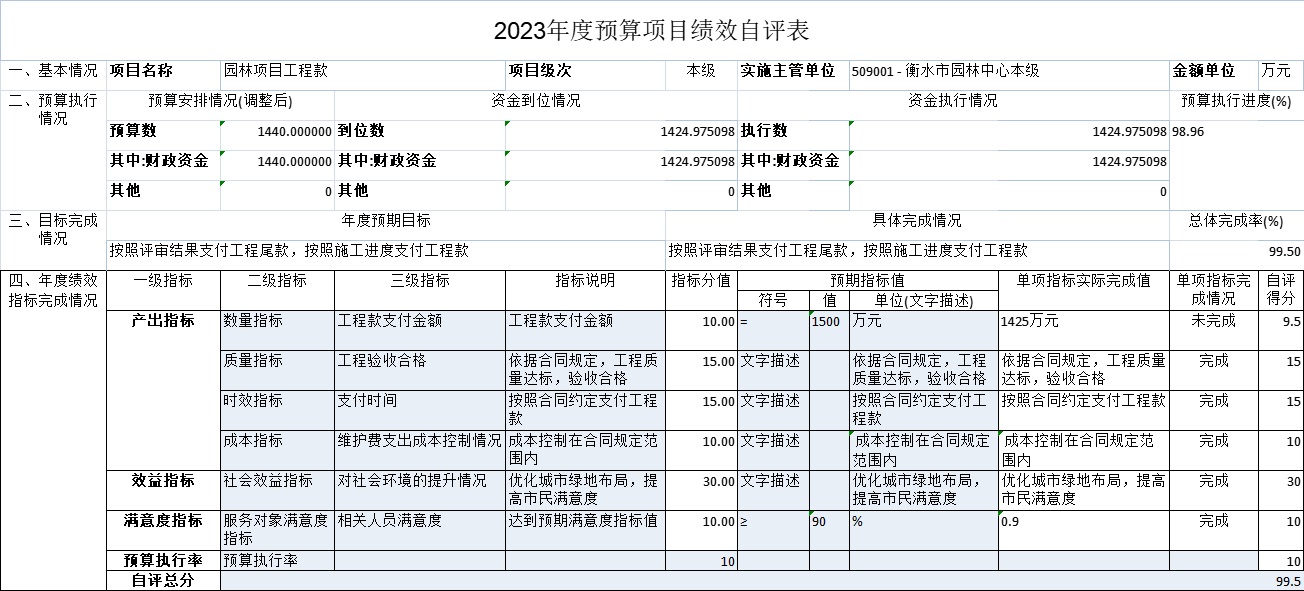 2023年度预算项目绩效自评表
一、基本情况 项目名称 园林项目工程款 项目级次 本级 实施主管单位 509001 - 衡水市园林中心本级 金额单位 万元
二、预算执行情况 预算安排情况(调整后) 资金到位情况 资金执行情况 预算执行进度(%)
预算数 1440.000000 到位数 1424.975098 执行数 1424.975098 98.96
其中:财政资金 1440.000000 其中:财政资金 1424.975098 其中:财政资金 1424.975098
其他 0 其他 0 其他 0
三、目标完成情况 年度预期目标 具体完成情况 总体完成率(%)
按照评审结果支付工程尾款，按照施工进度支付工程款 按照评审结果支付工程尾款，按照施工进度支付工程款 99.50
四、年度绩效指标完成情况 一级指标 二级指标 三级指标 指标说明 指标分值 预期指标值 单项指标实际完成值 单项指标完成情况 自评得分
符号 值 单位(文字描述)
产出指标 数量指标 工程款支付金额 工程款支付金额 10.00 = 1500 万元 1425万元 未完成 9.5
质量指标 工程验收合格 依据合同规定，工程质量达标，验收合格 15.00 文字描述 依据合同规定，工程质量达标，验收合格 依据合同规定，工程质量达标，验收合格 完成 15
时效指标 支付时间 按照合同约定支付工程款 15.00 文字描述 按照合同约定支付工程款 按照合同约定支付工程款 完成 15
成本指标 维护费支出成本控制情况 成本控制在合同规定范围内 10.00 文字描述 成本控制在合同规定范围内 成本控制在合同规定范围内 完成 10
效益指标 社会效益指标 对社会环境的提升情况 优化城市绿地布局，提高市民满意度 30.00 文字描述 优化城市绿地布局，提高市民满意度 优化城市绿地布局，提高市民满意度 完成 30
满意度指标 服务对象满意度指标 相关人员满意度 达到预期满意度指标值 10.00 ≥ 90 % 0.9 完成 10
预算执行率 预算执行率 10 10
自评总分 99.5